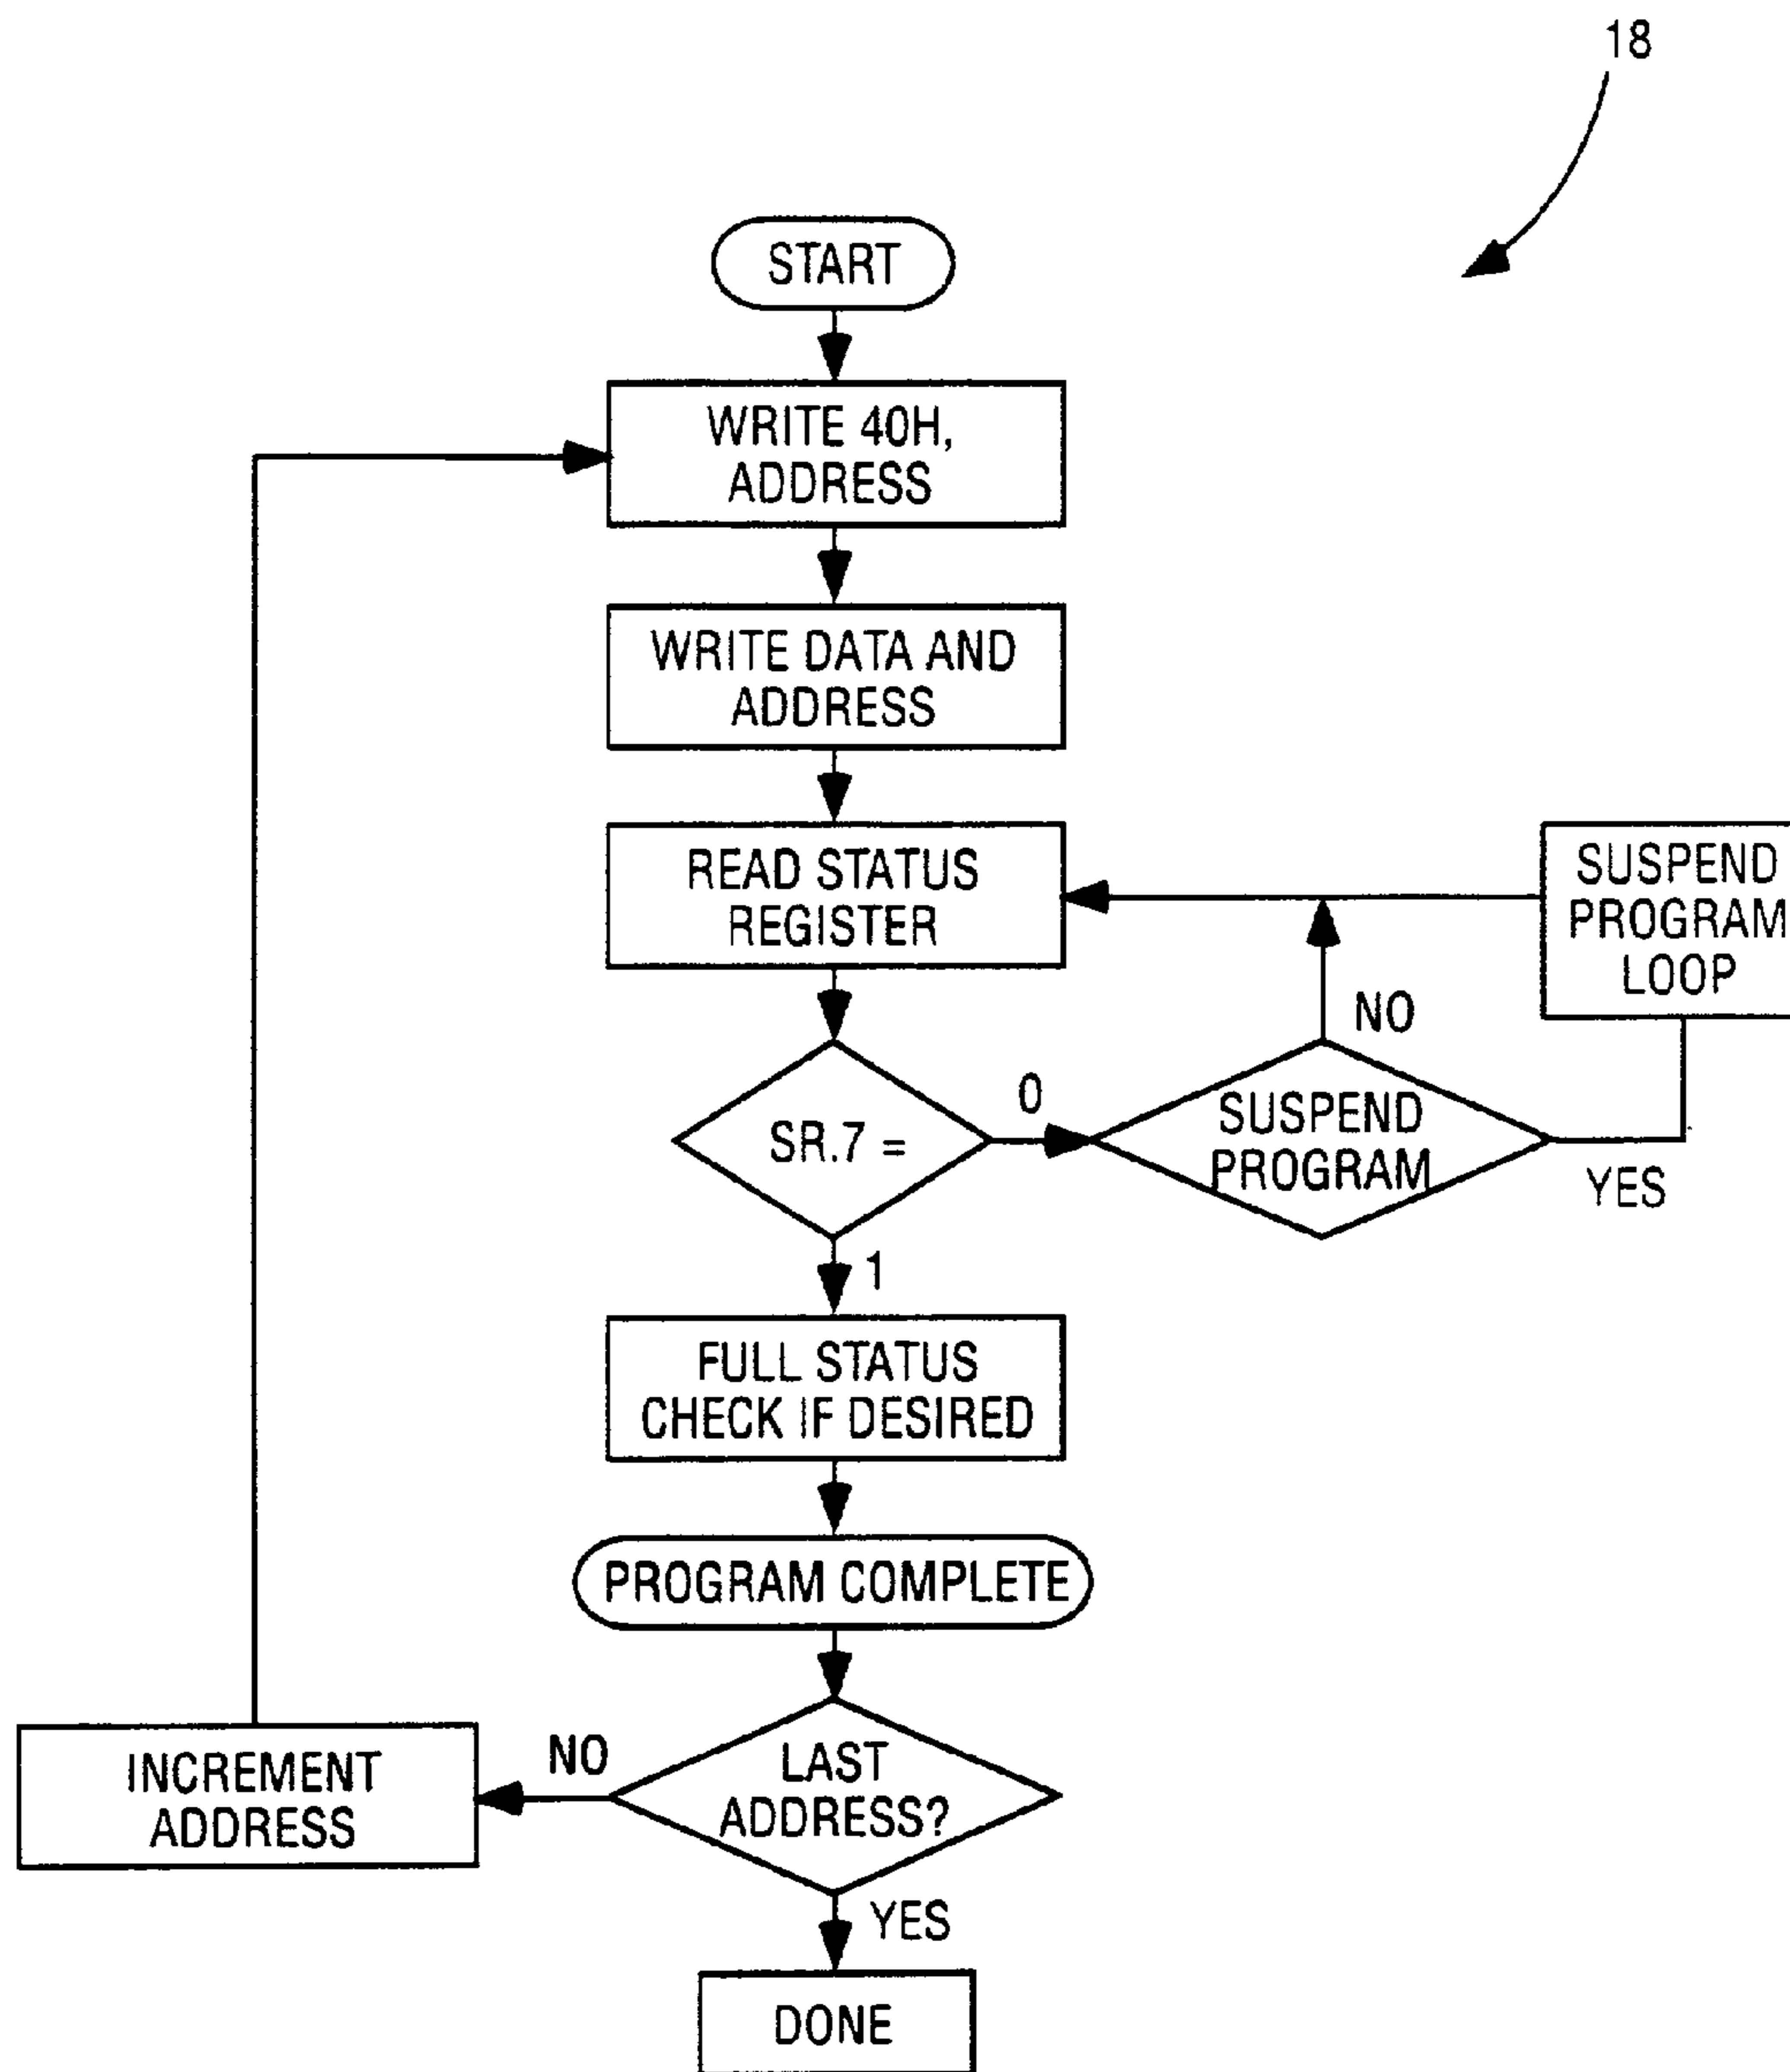 18
START
WRITE 40H,
ADDRESS
WRITE DATA AND
ADDRESS
READ STATUS
REGISTER
SUSPEND
PROGRAM
LOOP
NO
SR.7 =
0
SUSPEND
PROGRAM
YES
1
FULL STATUS
CHECK IF DESIRED
PROGRAM COMPLETE
LAST
ADDRESS?
NO
INCREMENT
ADDRESS
YES
DONE